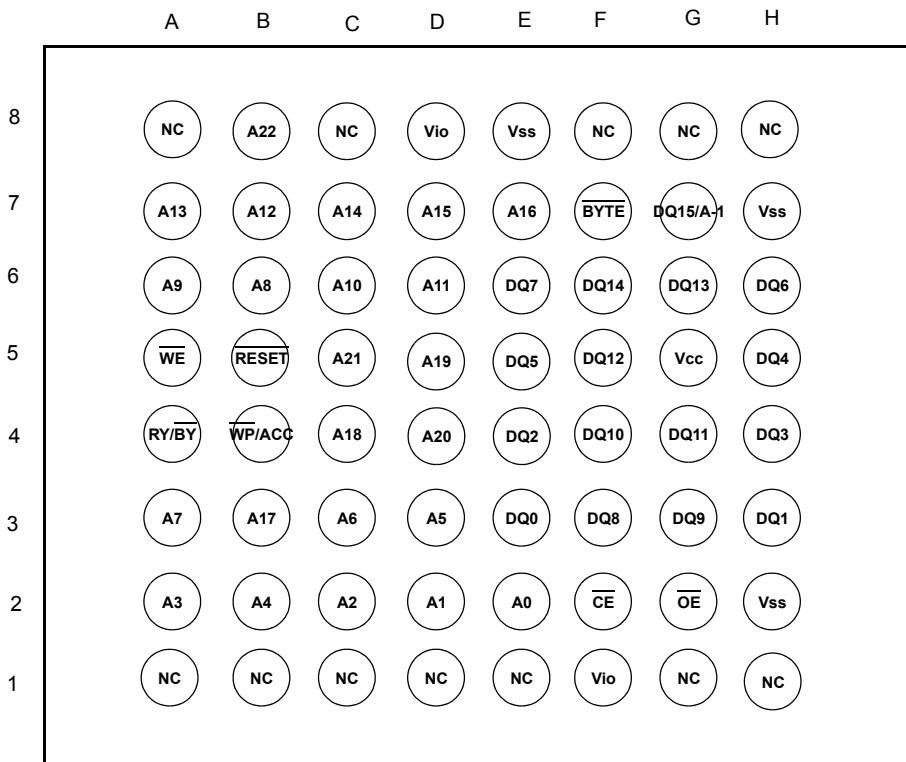 A B C D E F G H
8 NC A22 NC Vio Vss NC NC NC
7 A13 A12 A14 A15 A16 BYTE DQ15/A-1 Vss
6 A9 A8 A10 A11 DQ7 DQ14 DQ13 DQ6
5 WE RESET A21 A19 DQ5 DQ12 Vcc DQ4
4 RY/BY WP/ACC A18 A20 DQ2 DQ10 DQ11 DQ3
3 A7 A17 A6 A5 DQ0 DQ8 DQ9 DQ1
2 A3 A4 A2 A1 A0 CE OE Vss
1 NC NC NC NC NC Vio NC NC